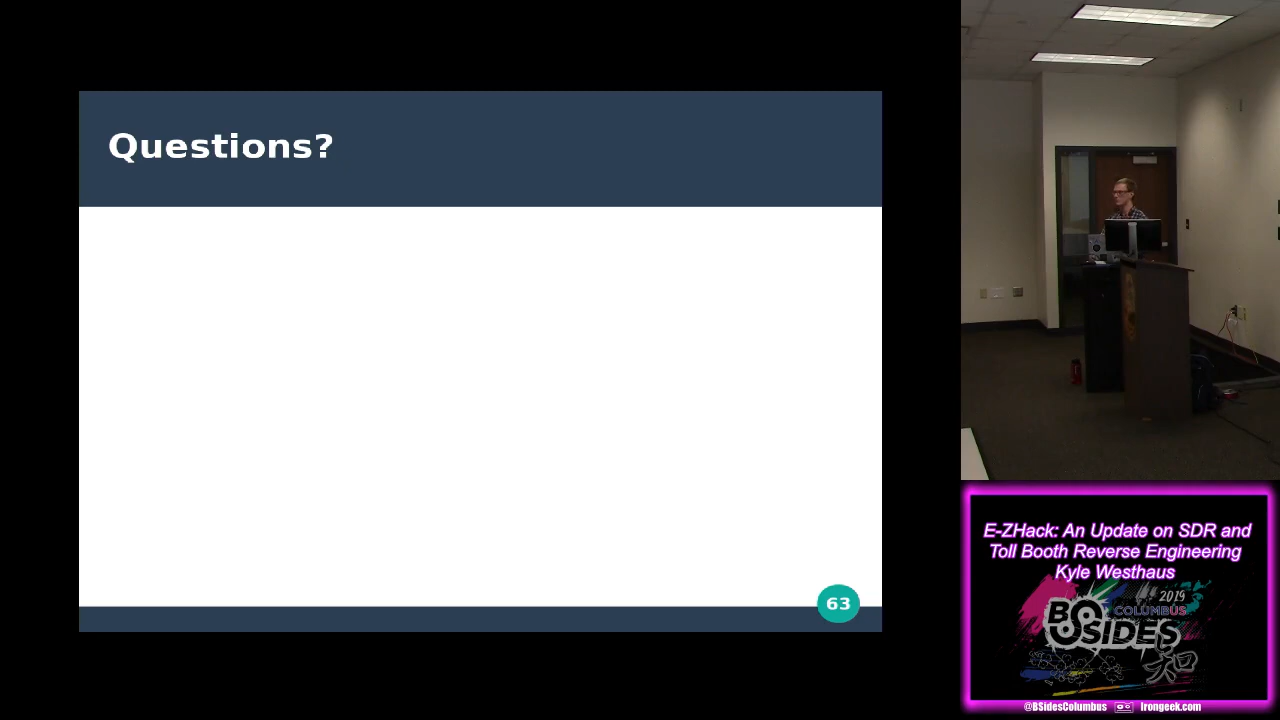 Questions?
63
E-ZHack: An Update on SDR and
Toll Booth Reverse Engineering
Kyle Westhaus
2019
COLUMBUS
BSIDES
知
@BSidesColumbus
Irongeek.com